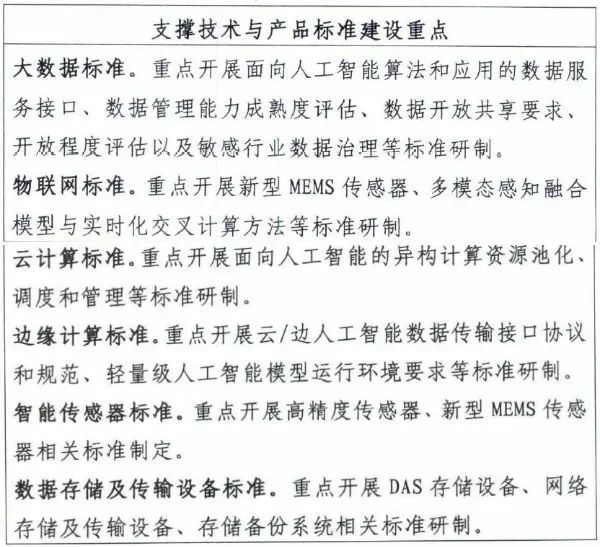 支撑技术与产品标准建设重点
大数据标准。重点开展面向人工智能算法和应用的数据服
务接口、数据管理能力成熟度评估、数据开放共享要求、
开放程度评估以及敏感行业数据治理等标准研制。
物联网标准。重点开展新型 MEMS 传感器、多模态感知融合
模型与实时化交叉计算方法等标准研制。
云计算标准。重点开展面向人工智能的异构计算资源池化、
调度和管理等标准研制。
边缘计算标准。重点开展云/边人工智能数据传输接口协议
和规范、轻量级人工智能模型运行环境要求等标准研制。
智能传感器标准。重点开展高精度传感器、新型 MEMS 传感
器相关标准制定。
数据存储及传输设备标准。重点开展 DAS 存储设备、网络
存储及传输设备、存储备份系统相关标准研制。